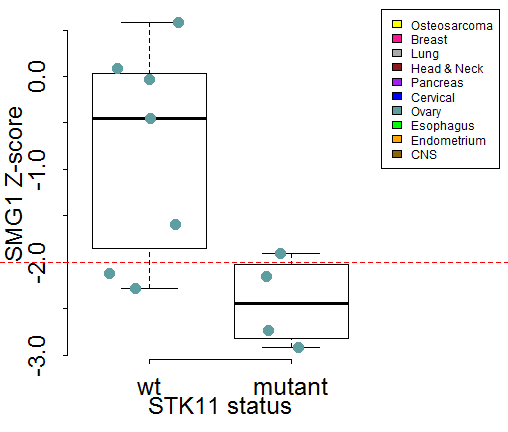 SMG1 Z-score
0.0
-1.0
-2.0
-3.0
wt mutant
STK11 status
Osteosarcoma
Breast
Lung
Head & Neck
Pancreas
Cervical
Ovary
Esophagus
Endometrium
CNS